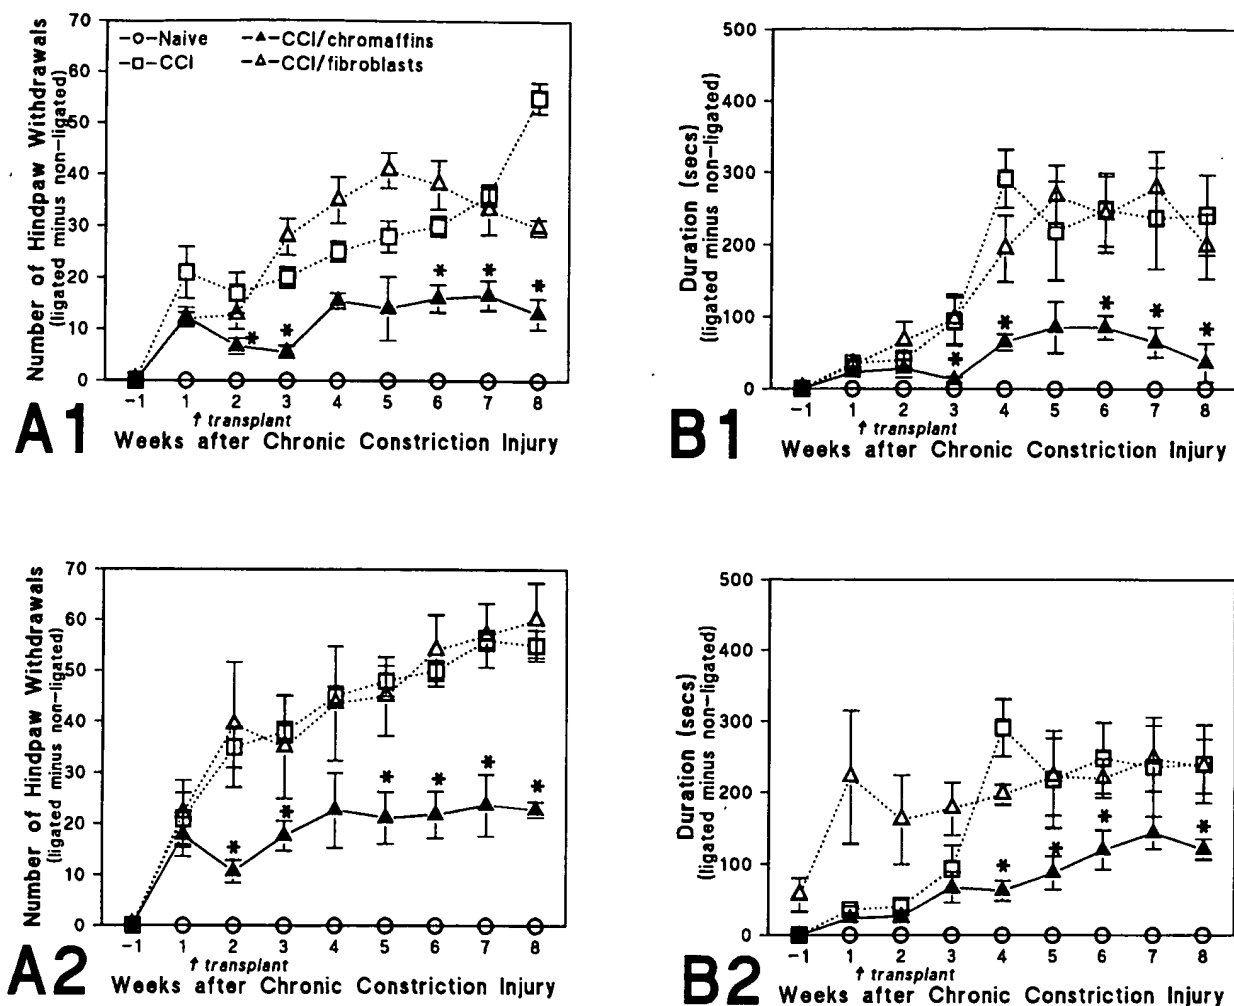 Number of Hindpaw Withdrawals
(ligated minus non-ligated)
70
60
50
40
30
20
10
0
Naive
CCI
CCI/chromaffins
CCI/fibroblasts
*
*
*
*
*
-1 1 2 3 4 5 6 7 8
↑ transplant
Weeks after Chronic Constriction Injury
A1
Duration (secs)
(ligated minus non-ligated)
500
400
300
200
100
0
*
*
*
*
*
-1 1 2 3 4 5 6 7 8
↑ transplant
Weeks after Chronic Constriction Injury
B1
Number of Hindpaw Withdrawals
(ligated minus non-ligated)
70
60
50
40
30
20
10
0
*
*
*
*
*
*
-1 1 2 3 4 5 6 7 8
↑ transplant
Weeks after Chronic Constriction Injury
A2
Duration (secs)
(ligated minus non-ligated)
500
400
300
200
100
0
*
*
*
*
-1 1 2 3 4 5 6 7 8
↑ transplant
Weeks after Chronic Constriction Injury
B2